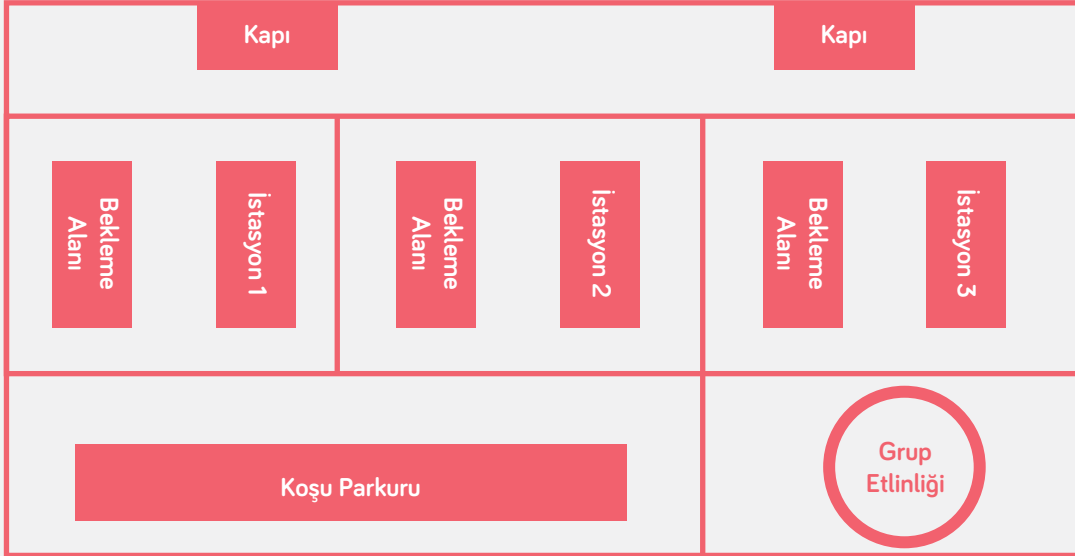 Kapı
Kapı
Bekleme
Alanı
İstasyon 1
Bekleme
Alanı
İstasyon 2
Bekleme
Alanı
İstasyon 3
Koşu Parkuru
Grup
Etlinliği